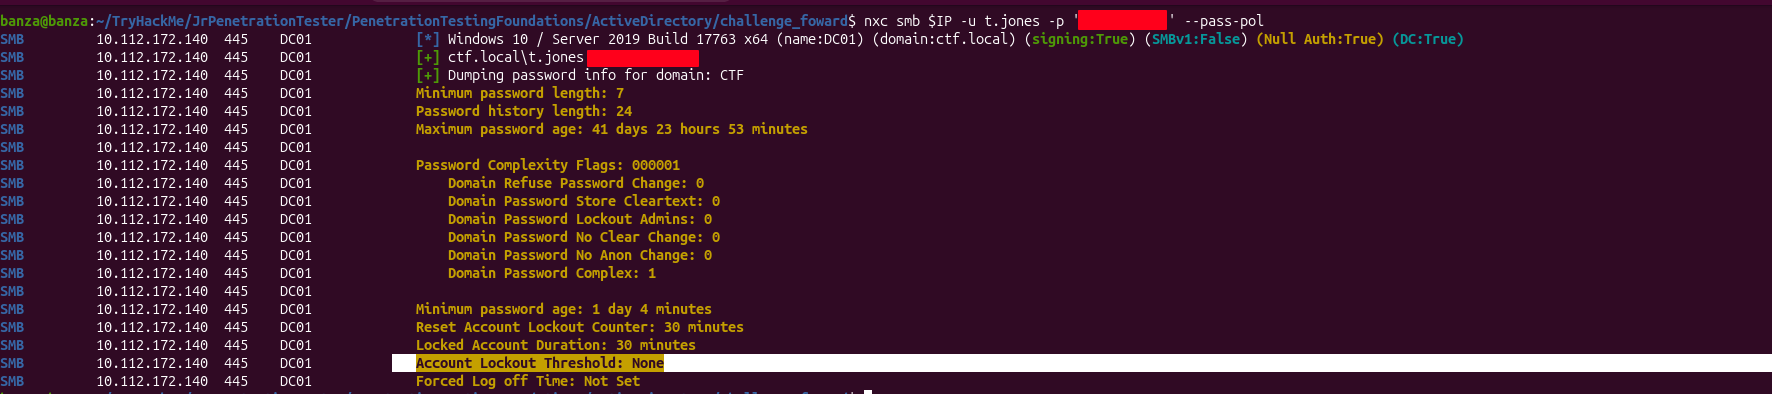 banza@banza:~/TryHackMe/JrPenetrationTester/PenetrationTestingFoundations/ActiveDirectory/challenge_foward$ nxc smb $IP -u t.jones -p '' --pass-pol
SMB 10.112.172.140 445 DC01 [*] Windows 10 / Server 2019 Build 17763 x64 (name:DC01) (domain:ctf.local) (signing:True) (SMBv1:False) (Null Auth:True) (DC:True)
SMB 10.112.172.140 445 DC01 [+] ctf.local\t.jones
SMB 10.112.172.140 445 DC01 [+] Dumping password info for domain: CTF
SMB 10.112.172.140 445 DC01 Minimum password length: 7
SMB 10.112.172.140 445 DC01 Password history length: 24
SMB 10.112.172.140 445 DC01 Maximum password age: 41 days 23 hours 53 minutes
SMB 10.112.172.140 445 DC01
SMB 10.112.172.140 445 DC01 Password Complexity Flags: 000001
SMB 10.112.172.140 445 DC01 Domain Refuse Password Change: 0
SMB 10.112.172.140 445 DC01 Domain Password Store Cleartext: 0
SMB 10.112.172.140 445 DC01 Domain Password Lockout Admins: 0
SMB 10.112.172.140 445 DC01 Domain Password No Clear Change: 0
SMB 10.112.172.140 445 DC01 Domain Password No Anon Change: 0
SMB 10.112.172.140 445 DC01 Domain Password Complex: 1
SMB 10.112.172.140 445 DC01
SMB 10.112.172.140 445 DC01 Minimum password age: 1 day 4 minutes
SMB 10.112.172.140 445 DC01 Reset Account Lockout Counter: 30 minutes
SMB 10.112.172.140 445 DC01 Locked Account Duration: 30 minutes
SMB 10.112.172.140 445 DC01 Account Lockout Threshold: None
SMB 10.112.172.140 445 DC01 Forced Log off Time: Not Set